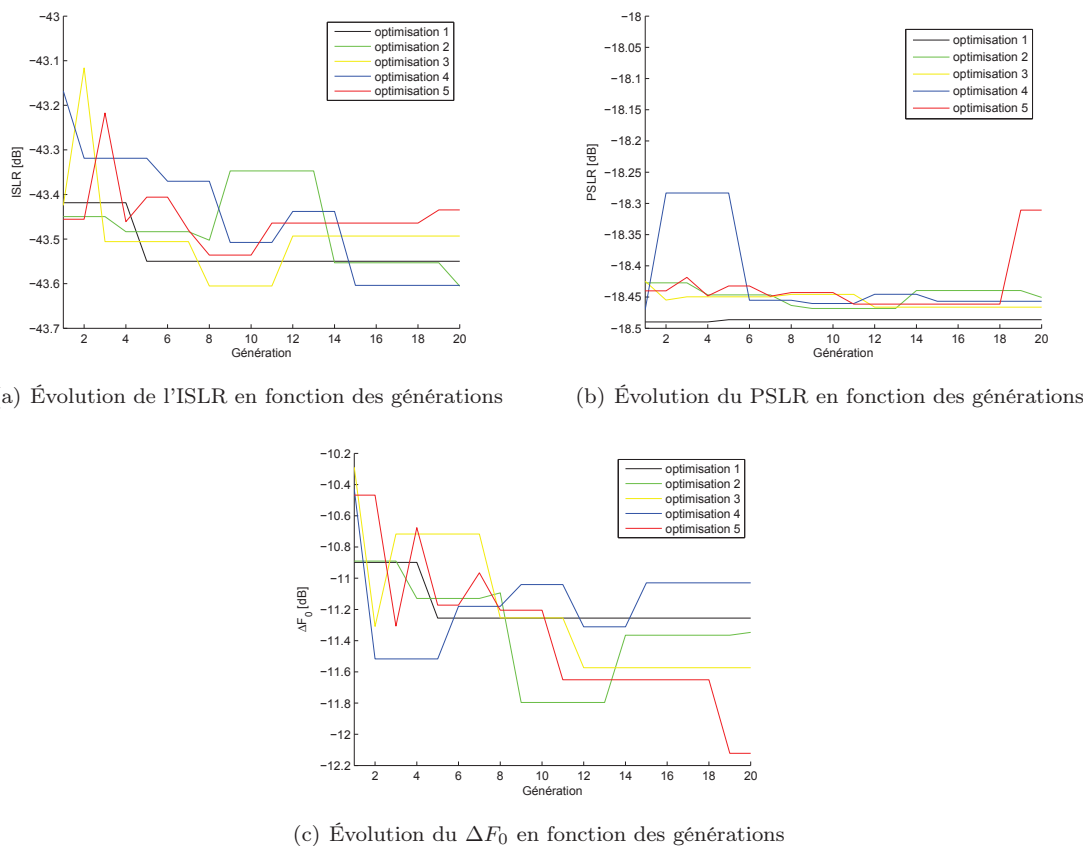 −43
−43.1
−43.2
−43.3
−43.4
−43.5
−43.6
−43.7
ISLR [dB]
2 4 6 8 10 12 14 16 18 20
Génération
optimisation 1
optimisation 2
optimisation 3
optimisation 4
optimisation 5
−18
−18.05
−18.1
−18.15
−18.2
−18.25
−18.3
−18.35
−18.4
−18.45
−18.5
PSLR [dB]
2 4 6 8 10 12 14 16 18 20
Génération
optimisation 1
optimisation 2
optimisation 3
optimisation 4
optimisation 5
a) Évolution de l'ISLR en fonction des générations
(b) Évolution du PSLR en fonction des générations
−10.2
−10.4
−10.6
−10.8
−11
−11.2
−11.4
−11.6
−11.8
−12
−12.2
ΔF0 [dB]
2 4 6 8 10 12 14 16 18 20
Génération
optimisation 1
optimisation 2
optimisation 3
optimisation 4
optimisation 5
(c) Évolution du ΔF0 en fonction des générations